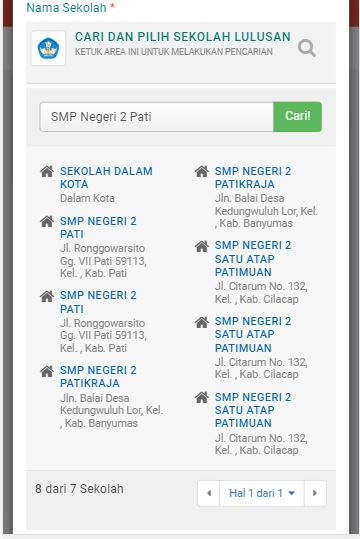 Nama Sekolah *
CARI DAN PILIH SEKOLAH LULUSAN
KETUK AREA INI UNTUK MELAKUKAN PENCARIAN
SMP Negeri 2 Pati
Cari!
SEKOLAH DALAM
KOTA
Dalam Kota
SMP NEGERI 2
PATI
Jl. Ronggowarsito
Gg. VII Pati 59113,
Kel. , Kab. Pati
SMP NEGERI 2
PATI
Jl. Ronggowarsito
Gg. VII Pati 59113,
Kel. , Kab. Pati
SMP NEGERI 2
PATIKRAJA
Jln. Balai Desa
Kedungwuluh Lor, Kel.
, Kab. Banyumas
SMP NEGERI 2
PATIKRAJA
Jln. Balai Desa
Kedungwuluh Lor, Kel.
, Kab. Banyumas
SMP NEGERI 2
SATU ATAP
PATIMUAN
Jl. Citarum No. 132,
Kel. , Kab. Cilacap
SMP NEGERI 2
SATU ATAP
PATIMUAN
Jl. Citarum No. 132,
Kel. , Kab. Cilacap
SMP NEGERI 2
SATU ATAP
PATIMUAN
Jl. Citarum No. 132,
Kel. , Kab. Cilacap
8 dari 7 Sekolah
Hal 1 dari 1